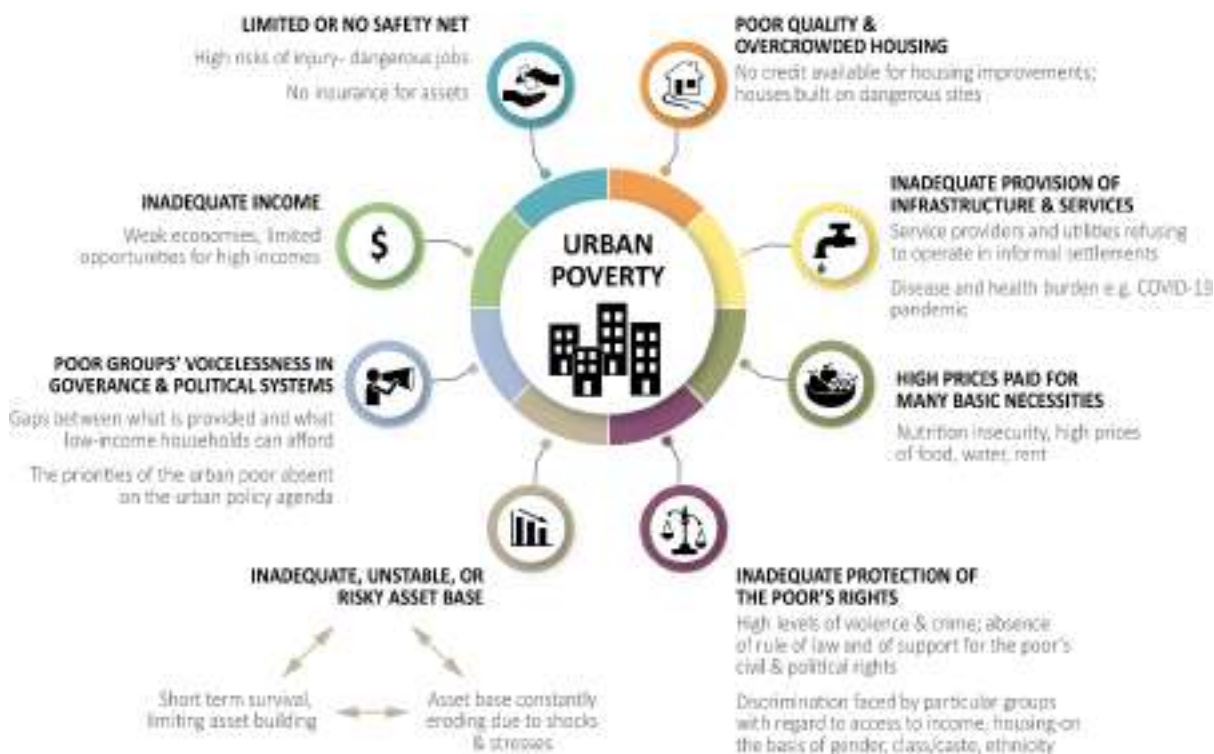 LIMITED OR NO SAFETY NET
High risks of injury- dangerous jobs
No insurance for assets
POOR QUALITY &
OVERCROWDED HOUSING
No credit available for housing improvements;
houses built on dangerous sites
INADEQUATE INCOME
Weak economies, limited
opportunities for high incomes
$
URBAN
POVERTY
INADEQUATE PROVISION OF
INFRASTRUCTURE & SERVICES
Service providers and utilities refusing
to operate in informal settlements
Disease and health burden e.g. COVID-19
pandemic
POOR GROUPS' VOICELESSNESS IN
GOVERANCE & POLITICAL SYSTEMS
Gaps between what is provided and what
low-income households can afford
The priorities of the urban poor absent
on the urban policy agenda
HIGH PRICES PAID FOR
MANY BASIC NECESSITIES
Nutrition insecurity, high prices
of food, water, rent
INADEQUATE, UNSTABLE, OR
RISKY ASSET BASE
Short term survival,
limiting asset building
Asset base constantly
eroding due to shocks
& stresses
INADEQUATE PROTECTION OF
THE POOR'S RIGHTS
High levels of violence & crime; absence
of rule of law and of support for the poor's
civil & political rights
Discrimination faced by particular groups
with regard to access to income, housing-on
the basis of gender, class/caste, ethnicity